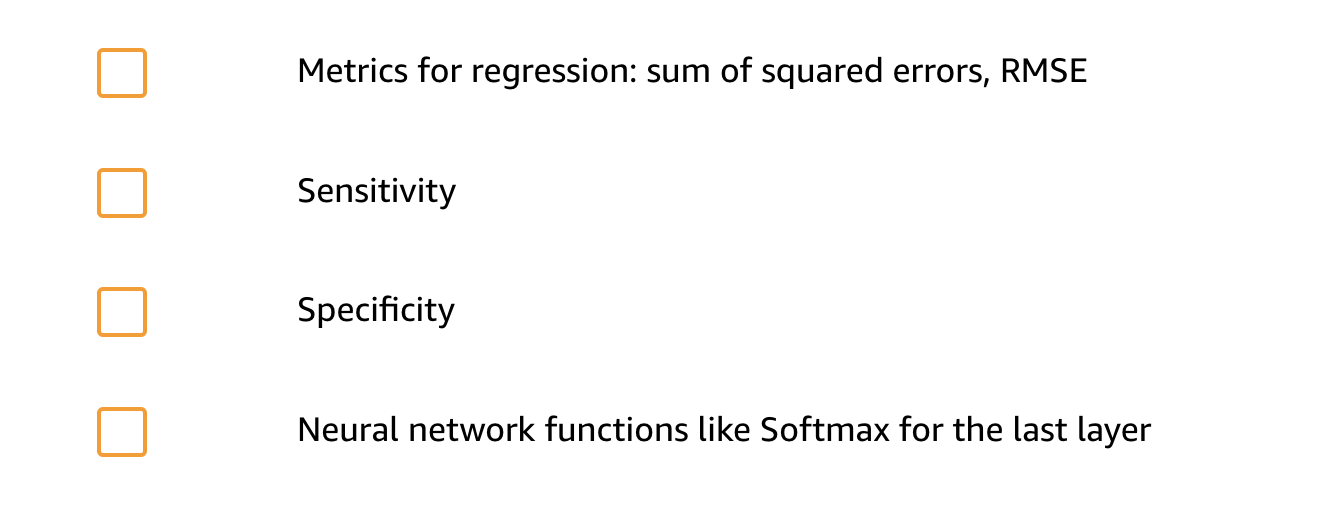 Metrics for regression: sum of squared errors, RMSE
Sensitivity
Specificity
Neural network functions like Softmax for the last layer